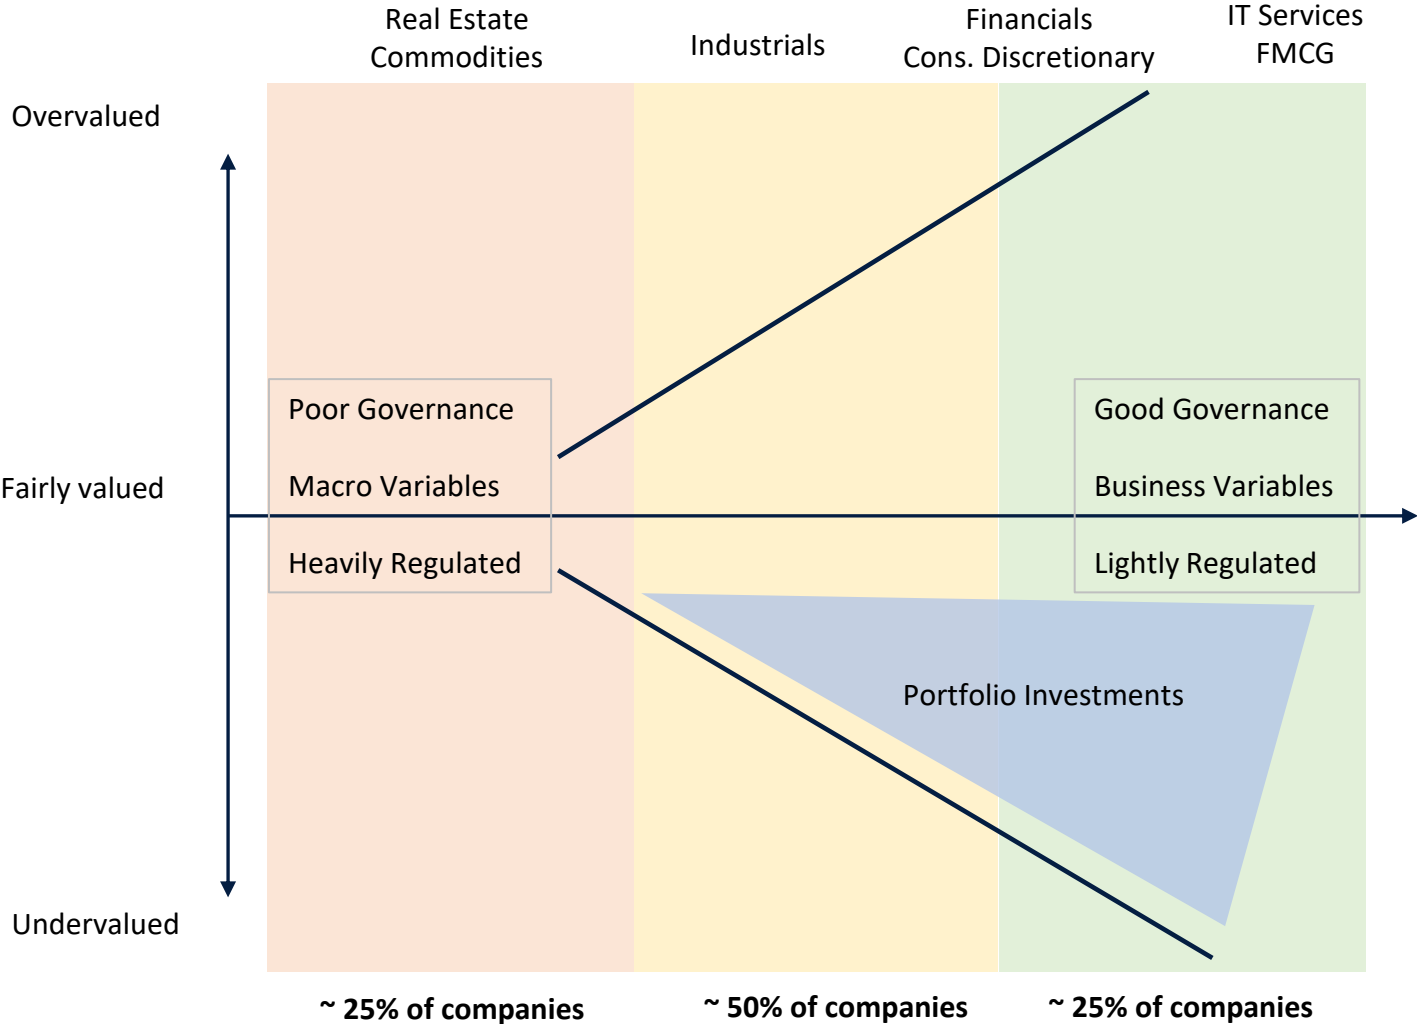 Real Estate
Commodities
Industrials
Financials
Cons. Discretionary
IT Services
FMCG
Overvalued
Poor Governance
Good Governance
Fairly valued
Macro Variables
Business Variables
Heavily Regulated
Lightly Regulated
Portfolio Investments
Undervalued
~ 25% of companies
~ 50% of companies
~ 25% of companies